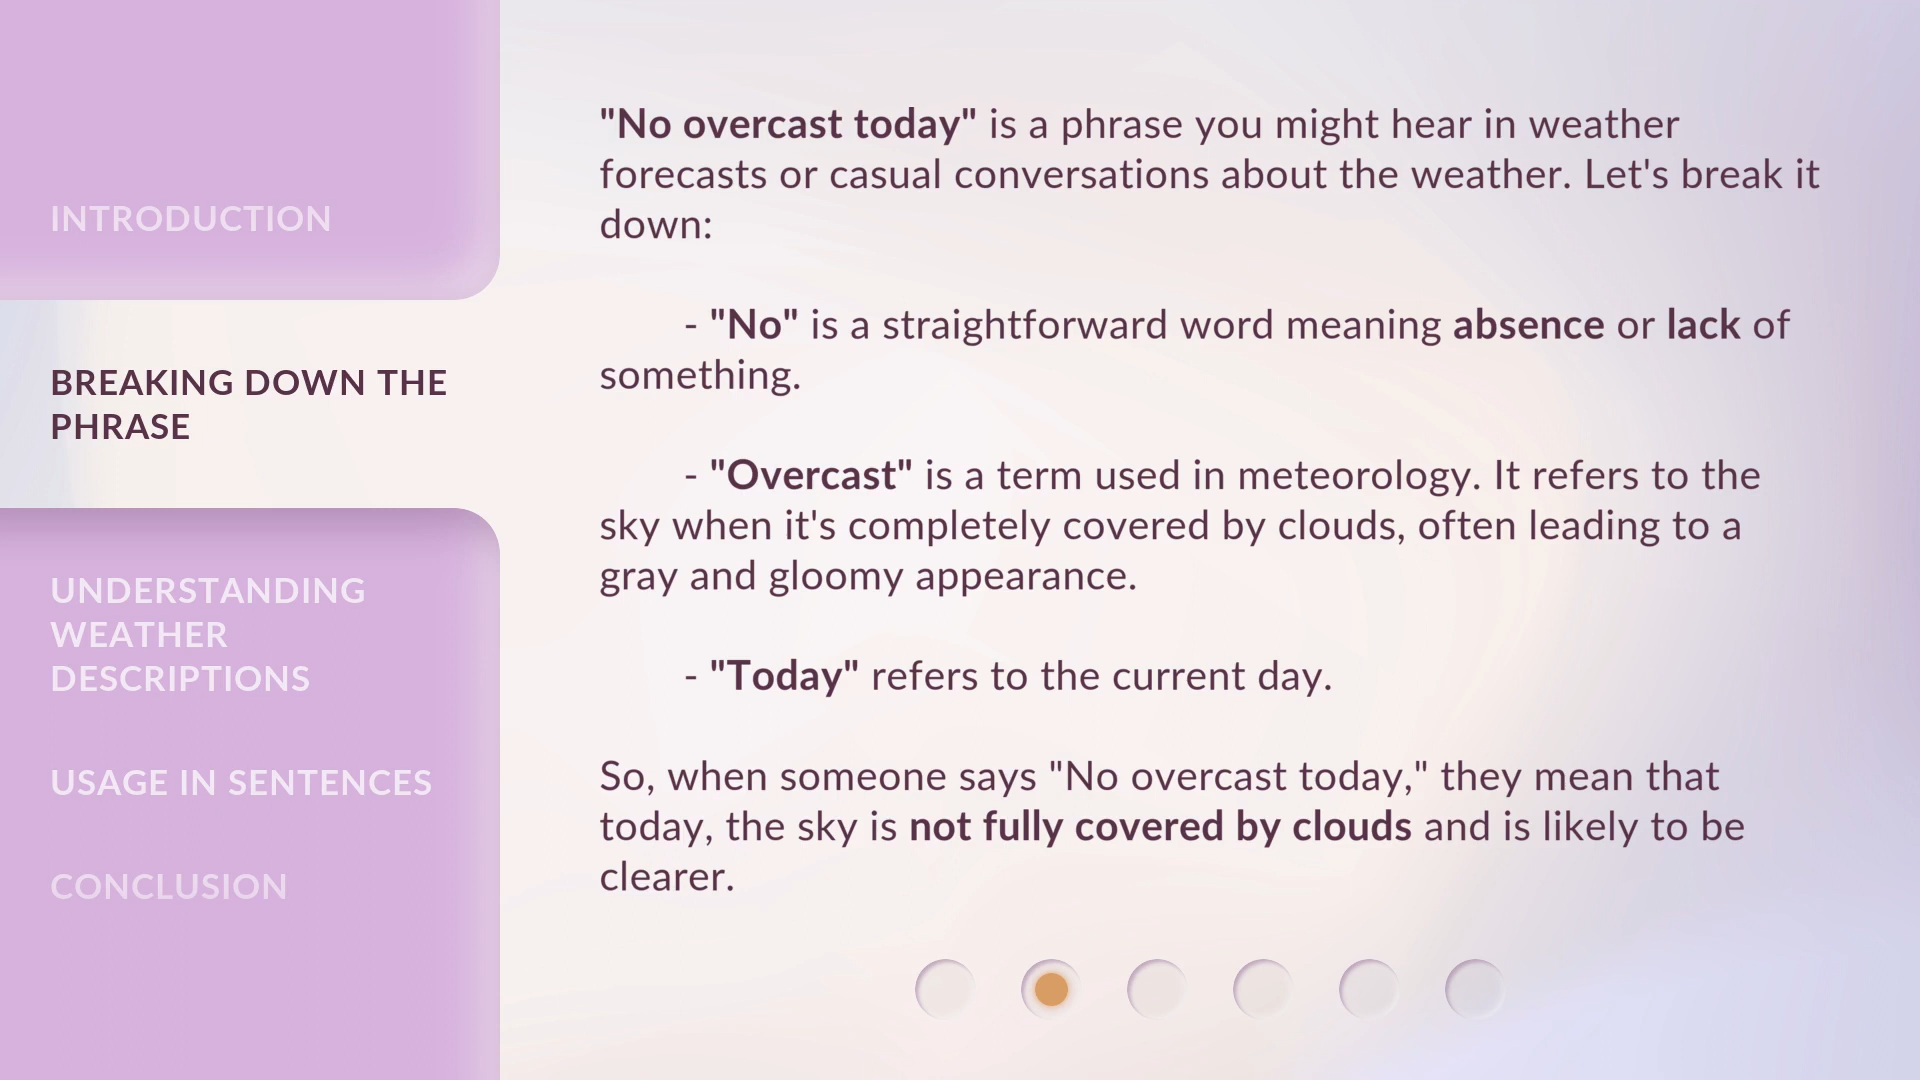 INTRODUCTION
BREAKING DOWN THE
PHRASE
UNDERSTANDING
WEATHER
DESCRIPTIONS
USAGE IN SENTENCES
CONCLUSION
"No overcast today" is a phrase you might hear in weather
forecasts or casual conversations about the weather. Let's break it
down:
- "No" is a straightforward word meaning absence or lack of
something.
- "Overcast" is a term used in meteorology. It refers to the
sky when it's completely covered by clouds, often leading to a
gray and gloomy appearance.
- "Today" refers to the current day.
So, when someone says "No overcast today," they mean that
today, the sky is not fully covered by clouds and is likely to be
clearer.